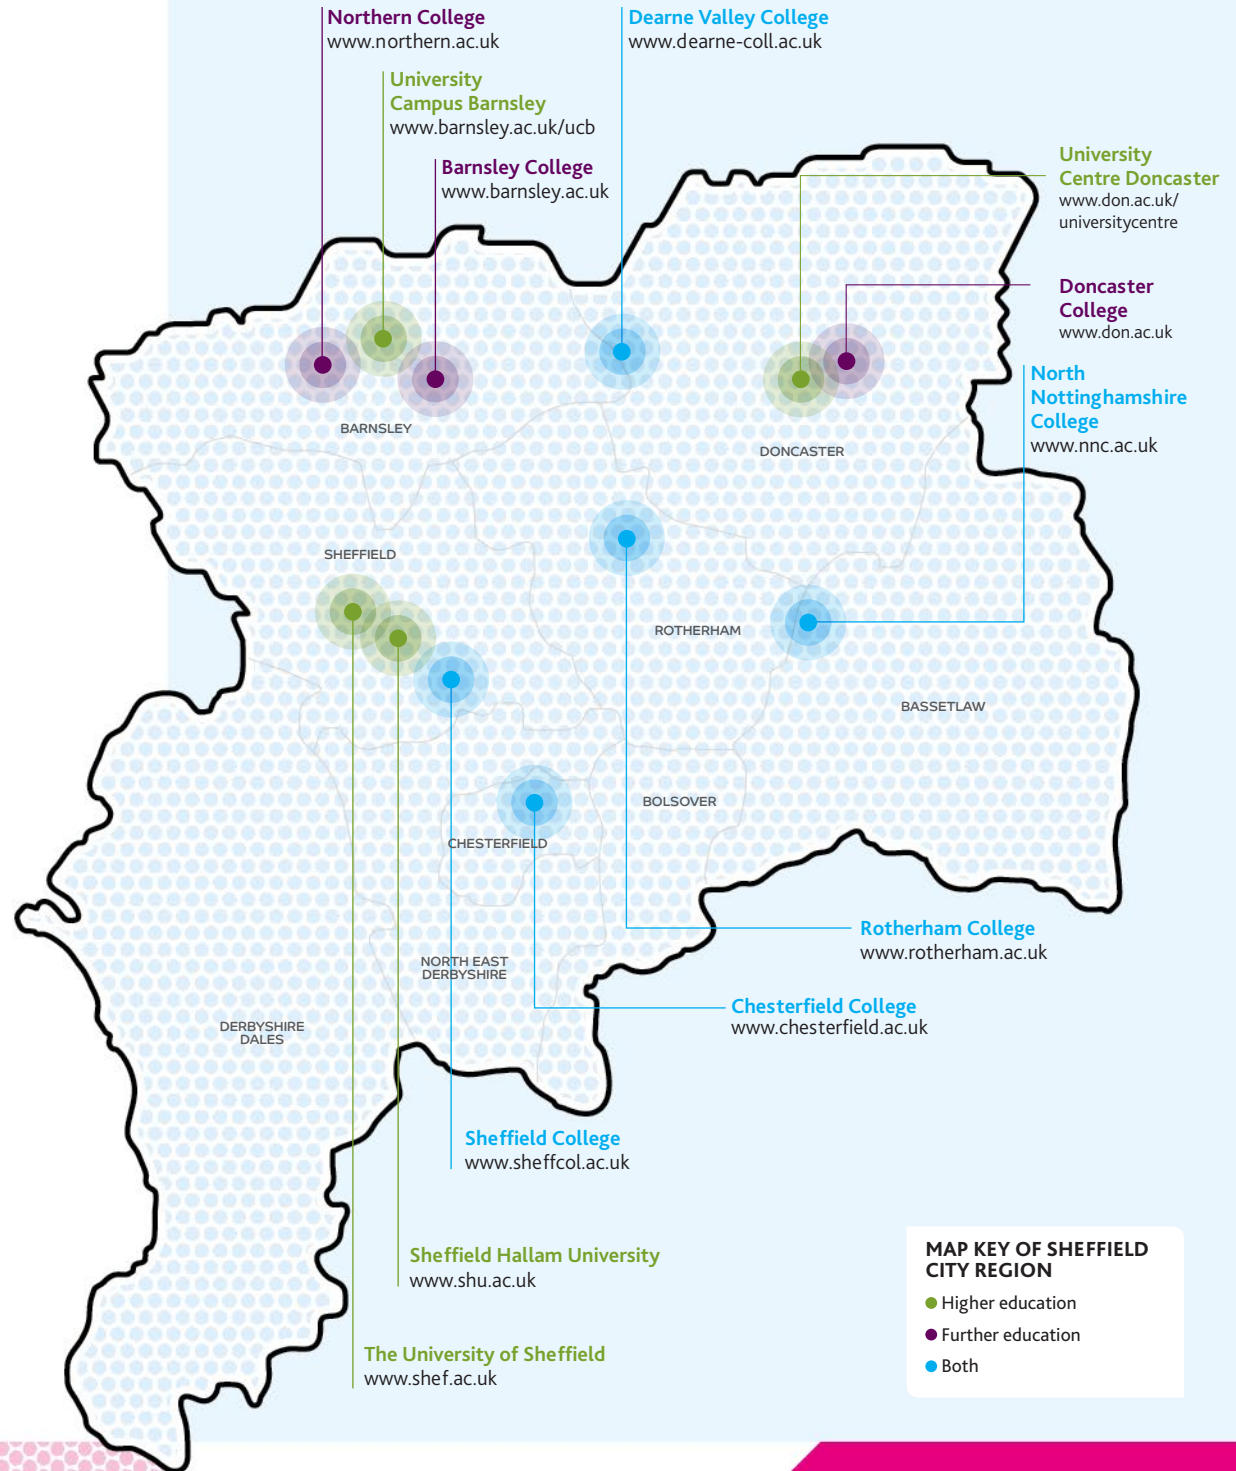 Northern College
www.northern.ac.uk
Dearne Valley College
www.dearne-coll.ac.uk
University
Campus Barnsley
www.barnsley.ac.uk/ucb
Barnsley College
www.barnsley.ac.uk
University
Centre Doncaster
www.don.ac.uk/
universitycentre
Doncaster
College
www.don.ac.uk
North
Nottinghamshire
College
www.nnc.ac.uk
BARNSLEY
DONCASTER
SHEFFIELD
ROTHERHAM
BASSETLAW
BOLSOVER
CHESTERFIELD
NORTH EAST
DERBYSHIRE
DERBYSHIRE
DALES
Rotherham College
www.rotherham.ac.uk
Chesterfield College
www.chesterfield.ac.uk
Sheffield College
www.sheffcol.ac.uk
Sheffield Hallam University
www.shu.ac.uk
The University of Sheffield
www.shef.ac.uk
MAP KEY OF SHEFFIELD
CITY REGION
Higher education
Further education
Both